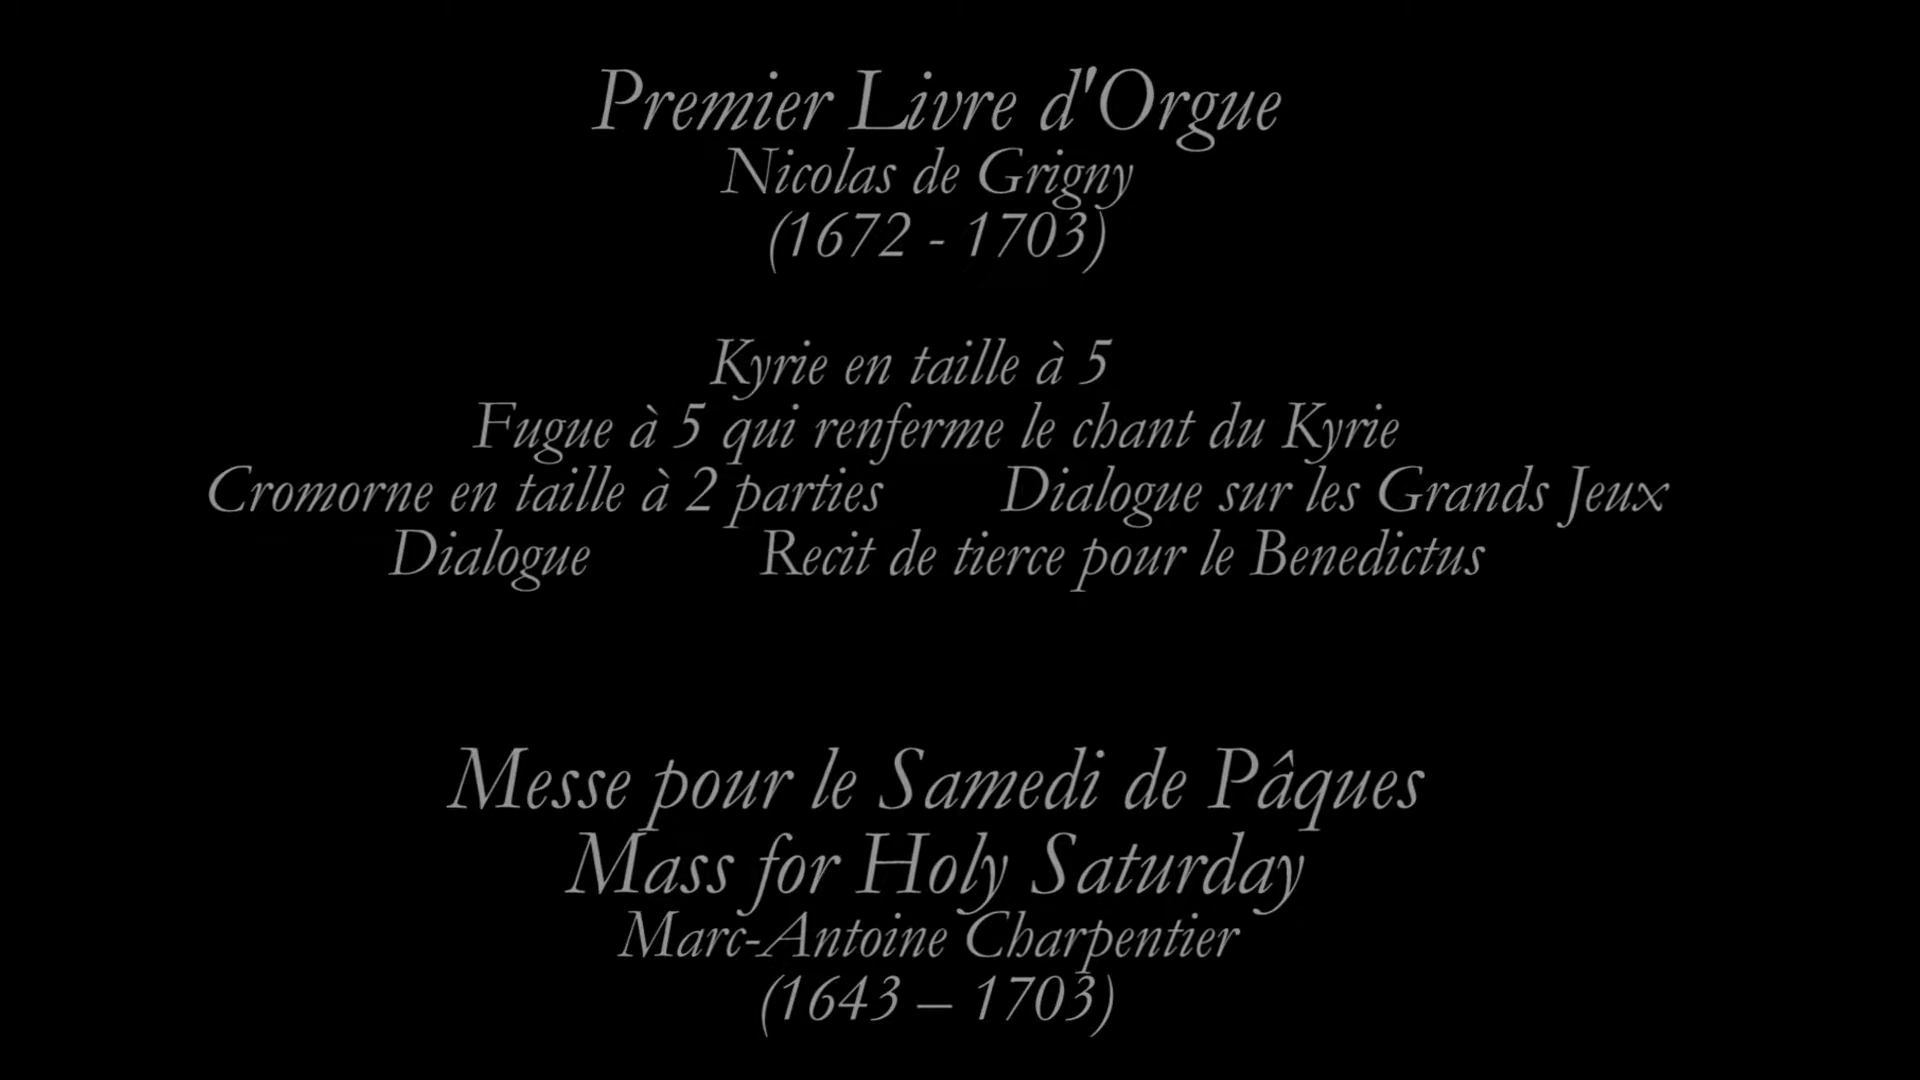 Premier Livre d'Orgue
Nicolas de Grigny
(1672 - 1703)
Kyrie en taille à 5
Fugue à 5 qui renferme le chant du Kyrie
Cromorne en taille à 2 parties Dialogue sur les Grands Jeux
Dialogue Recit de tierce pour le Benedictus
Messe pour le Samedi de Pâques
Mass for Holy Saturday
Marc-Antoine Charpentier
(1643 – 1703)